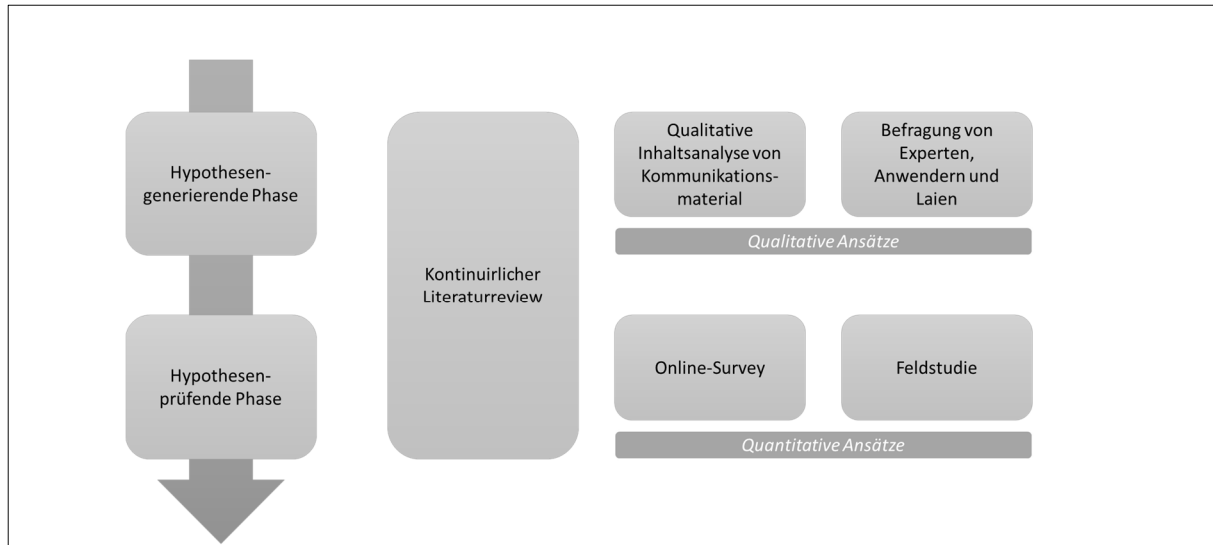 Hypothesen-
generierende Phase
Hypothesen-
prüfende Phase
Kontinuirlicher
Literaturreview
Qualitative
Inhaltsanalyse von
Kommunikations-
material
Befragung von
Experten,
Anwendern und
Laien
Qualitative Ansätze
Online-Survey
Feldstudie
Quantitative Ansätze